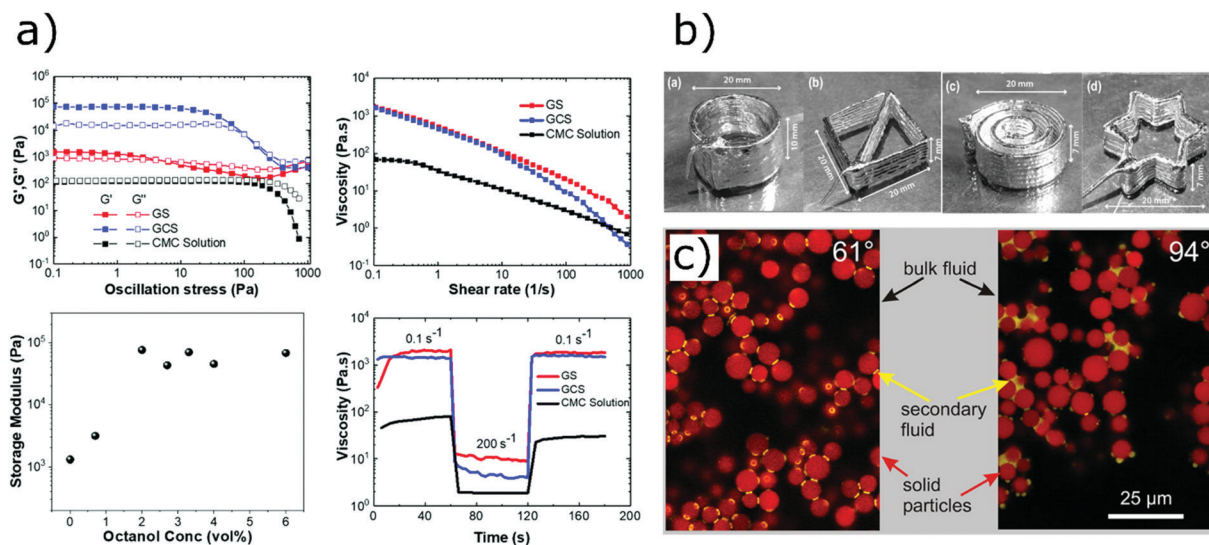 a)
10⁶
10⁵
10⁴
10³
10²
10¹
10⁰
10⁻¹
G',G'' (Pa)
G' G''
GS
GCS
CMC Solution
0.1 1 10 100 1000
Oscillation stress (Pa)
10⁴
10³
10²
10¹
10⁰
10⁻¹
Viscosity (Pa.s)
GS
GCS
CMC Solution
0.1 1 10 100 1000
Shear rate (1/s)
10⁵
10⁴
10³
Storage Modulus (Pa)
0 1 2 3 4 5 6
Octanol Conc (vol%)
10⁴
10³
10²
10¹
10⁰
Viscosity (Pa.s)
0.1 s⁻¹
0.1 s⁻¹
GS
GCS
CMC Solution
200 s⁻¹
0 40 80 120 160 200
Time (s)
b)
(a)
20 mm
10 mm
(b)
20 mm
20 mm
7 mm
(c)
20 mm
7 mm
(d)
20 mm
7 mm
c)
61°
94°
bulk fluid
secondary
fluid
solid
particles
25 µm